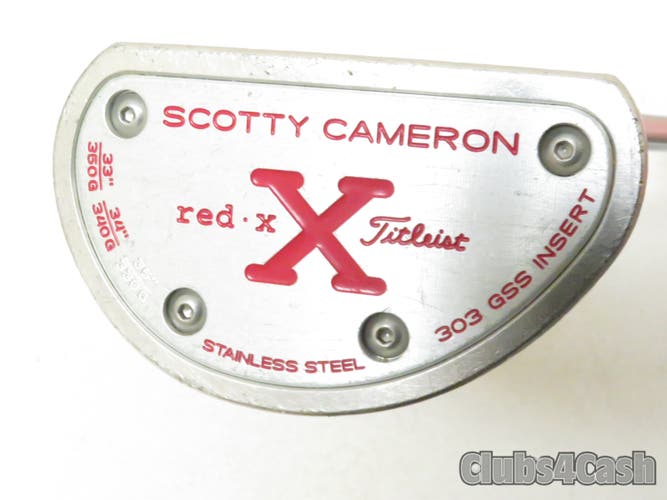 SCOTTY CAMERON
red·x X Titleist
33" 350G
34" 340G
STAINLESS STEEL
303 GSS INSERT
Clubs4Cash